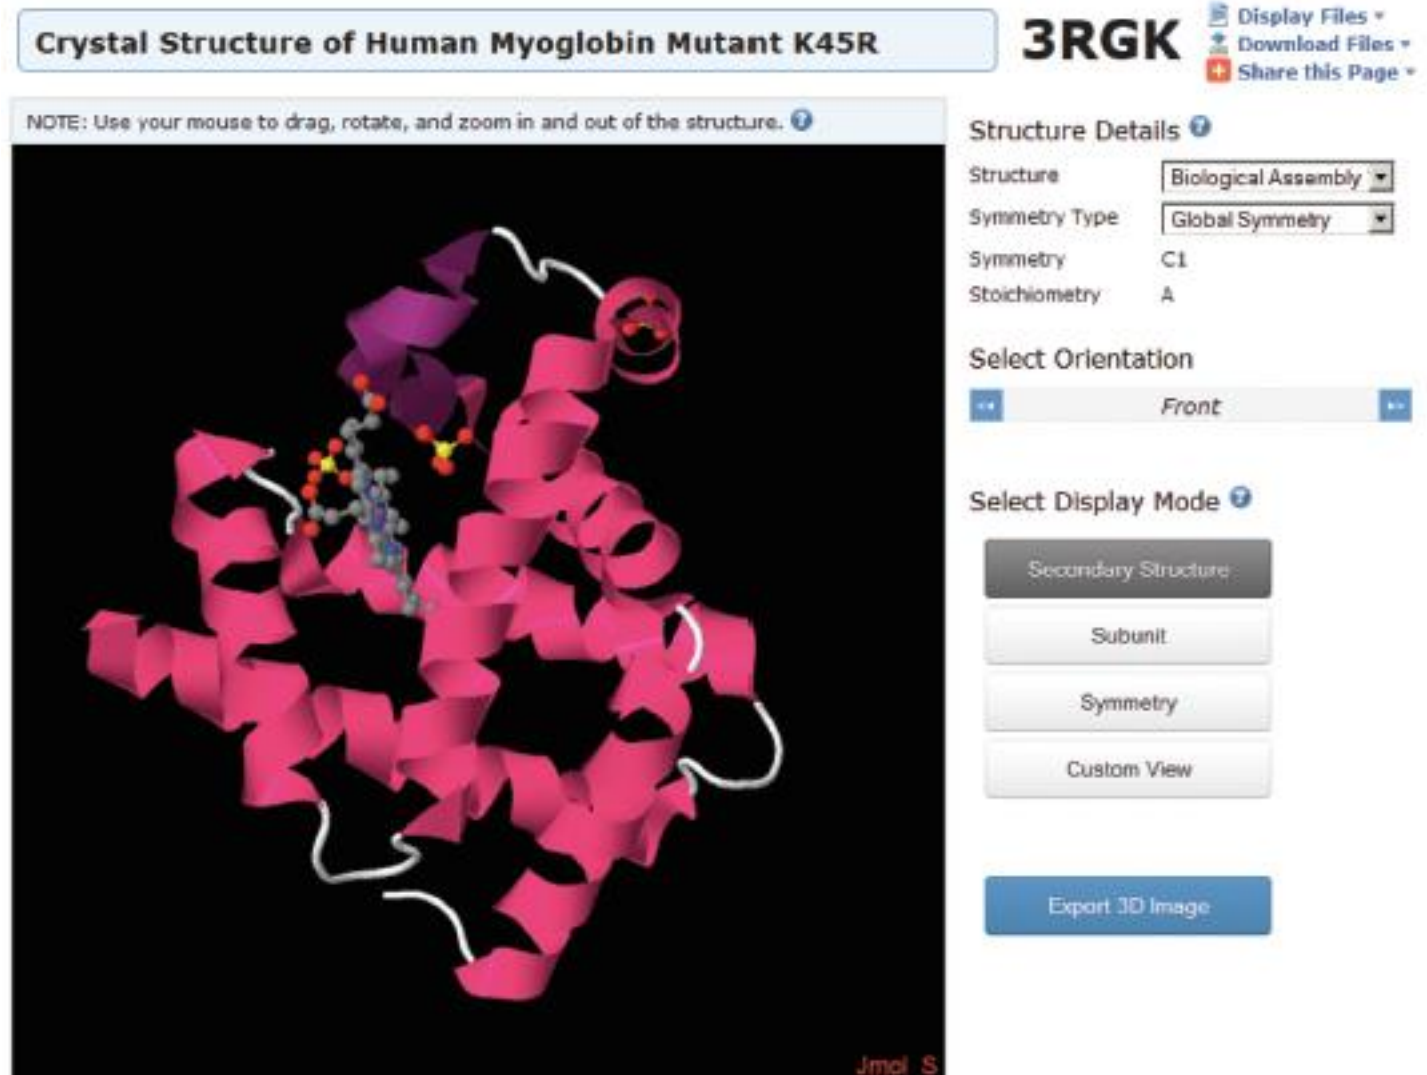 Crystal Structure of Human Myoglobin Mutant K45R
3RGK
Display Files
Download Files
Share this Page
NOTE: Use your mouse to drag, rotate, and zoom in and out of the structure. ?
Structure Details ?
Structure Biological Assembly
Symmetry Type Global Symmetry
Symmetry C1
Stoichiometry A
Select Orientation
Front
Select Display Mode ?
Secondary Structure
Subunit
Symmetry
Custom View
Export 3D Image
Jmol_S